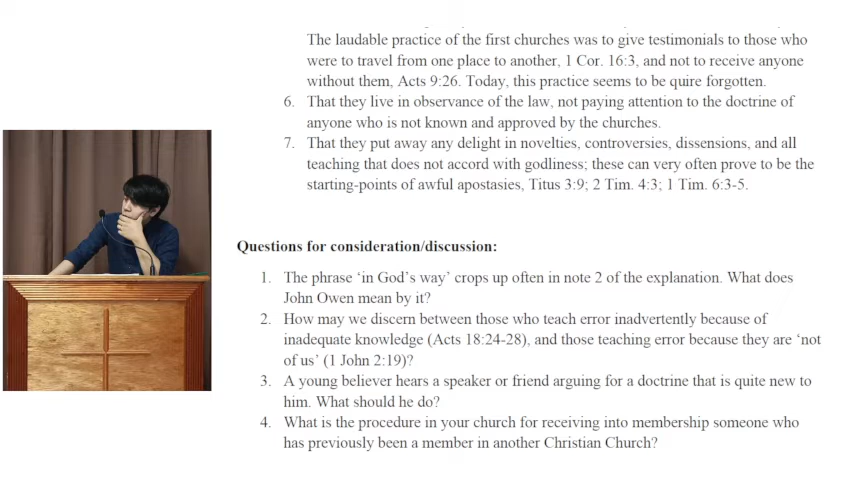 The laudable practice of the first churches was to give testimonials to those who
were to travel from one place to another, 1 Cor. 16:3, and not to receive anyone
without them, Acts 9:26. Today, this practice seems to be quire forgotten.
6. That they live in observance of the law, not paying attention to the doctrine of
anyone who is not known and approved by the churches.
7. That they put away any delight in novelties, controversies, dissensions, and all
teaching that does not accord with godliness; these can very often prove to be the
starting-points of awful apostasies, Titus 3:9; 2 Tim. 4:3; 1 Tim. 6:3-5.
Questions for consideration/discussion:
1. The phrase ‘in God’s way’ crops up often in note 2 of the explanation. What does
John Owen mean by it?
2. How may we discern between those who teach error inadvertently because of
inadequate knowledge (Acts 18:24-28), and those teaching error because they are ‘not
of us’ (1 John 2:19)?
3. A young believer hears a speaker or friend arguing for a doctrine that is quite new to
him. What should he do?
4. What is the procedure in your church for receiving into membership someone who
has previously been a member in another Christian Church?